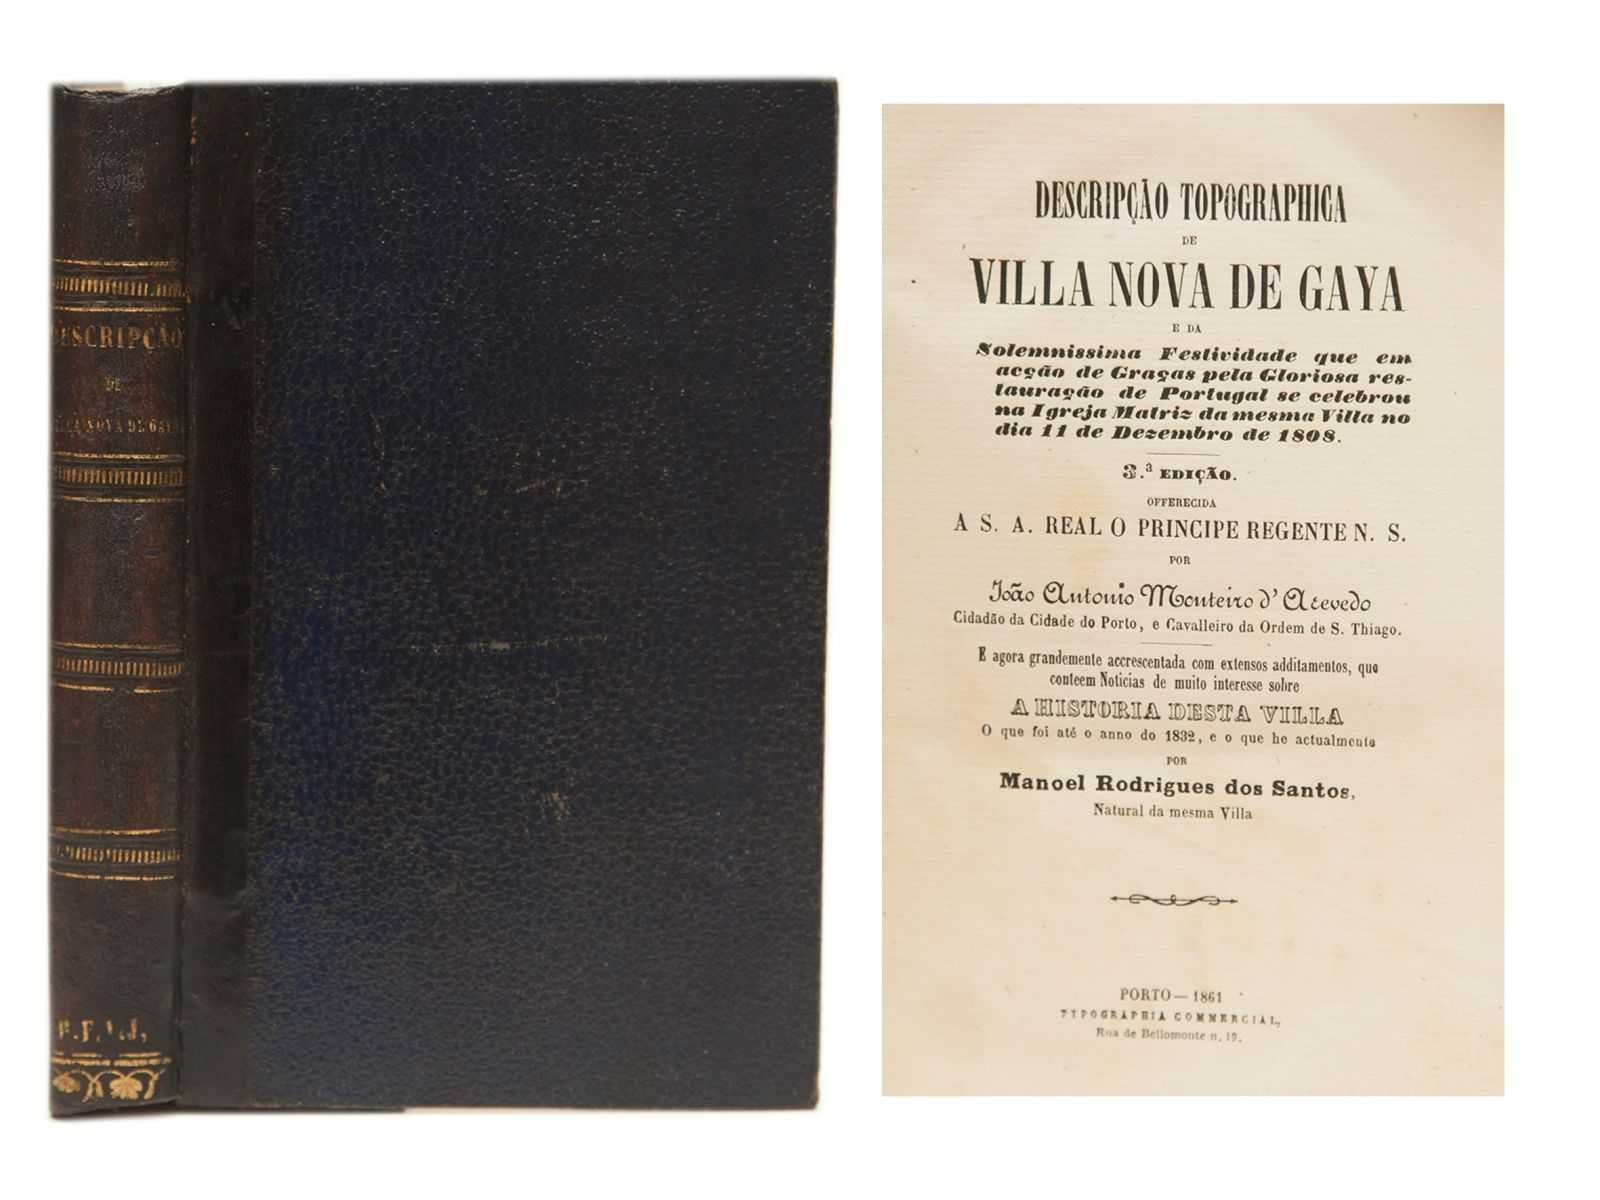 DESCRIPÇÃO
DE
VILLA NOVA DE GAYA
DESCRIPÇÃO TOPOGRAPHICA
DE
VILLA NOVA DE GAYA
E DA
Solemnissima Festividade que em
acção de Graças pela Gloriosa res-
tauração de Portugal se celebrou
na Igreja Matriz da mesma Villa no
dia 11 de Dezembro de 1808.
3.ª EDIÇÃO.
OFFERECIDA
A S. A. REAL O PRINCIPE REGENTE N. S.
POR
João Antonio Monteiro d'Azevedo
Cidadão da Cidade do Porto, e Cavalleiro da Ordem de S. Thiago.
E agora grandemente accrescentada com extensos additamentos, que
conteem Noticias de muito interesse sobre
A HISTORIA DESTA VILLA
O que foi até o anno do 1832, e o que he actualmente
POR
Manoel Rodrigues dos Santos,
Natural da mesma Villa
PORTO — 1861
TYPOGRAPHIA COMMERCIAL,
Rua de Bellomonte n. 19.